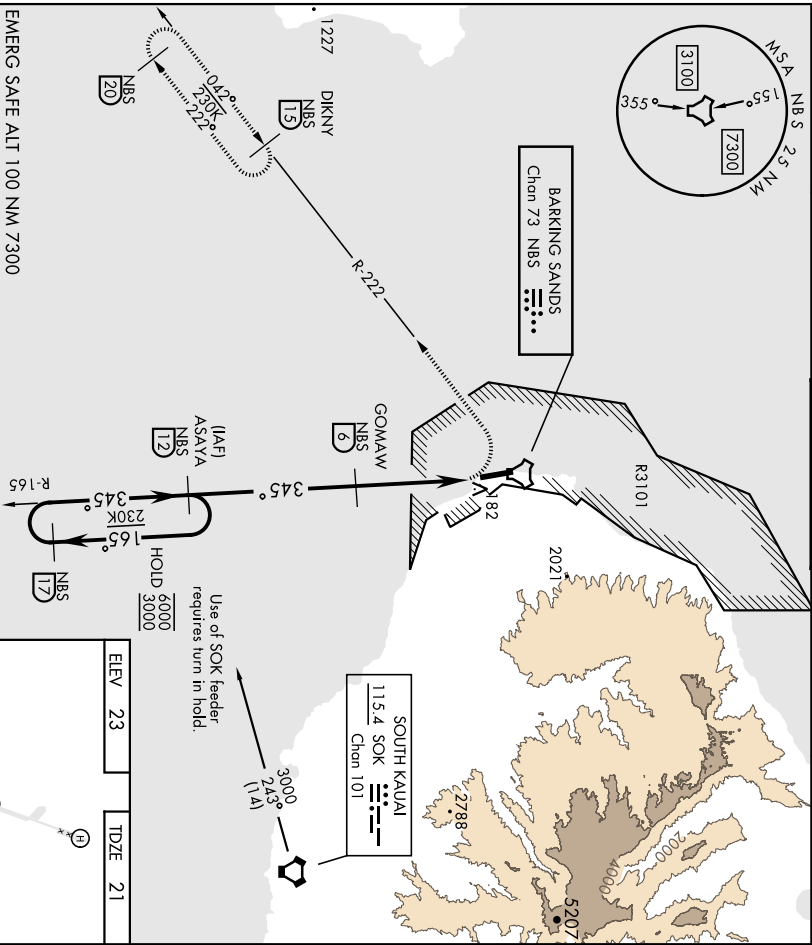 MSA NBS 25 NM
155°
355°
3100
7300
1227
DIKNY
NBS
15
NBS
20
042°
230K
222°
R-222
EMERG SAFE ALT 100 NM 7300
BARKING SANDS
Chan 73 NBS
R3101
182
2021
GOMAW
NBS
6
345°
(IAF)
ASAYA
NBS
12
345°
230K
165°
R-165
NBS
17
HOLD
6000
3000
Use of SOK feeder
requires turn in hold.
3000
243°
(14)
SOUTH KAUAI
115.4 SOK
Chan 101
2788
2000
4000
5207
ELEV 23
TDZE 21
H